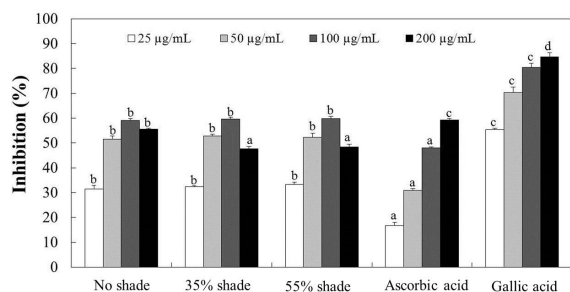 100
90
80
70
60
50
40
30
20
10
0
Inhibition (%)
25 µg/mL 50 µg/mL 100 µg/mL 200 µg/mL
b b b b
b b b a
b b b a
a a a c
c c c d
No shade 35% shade 55% shade Ascorbic acid Gallic acid